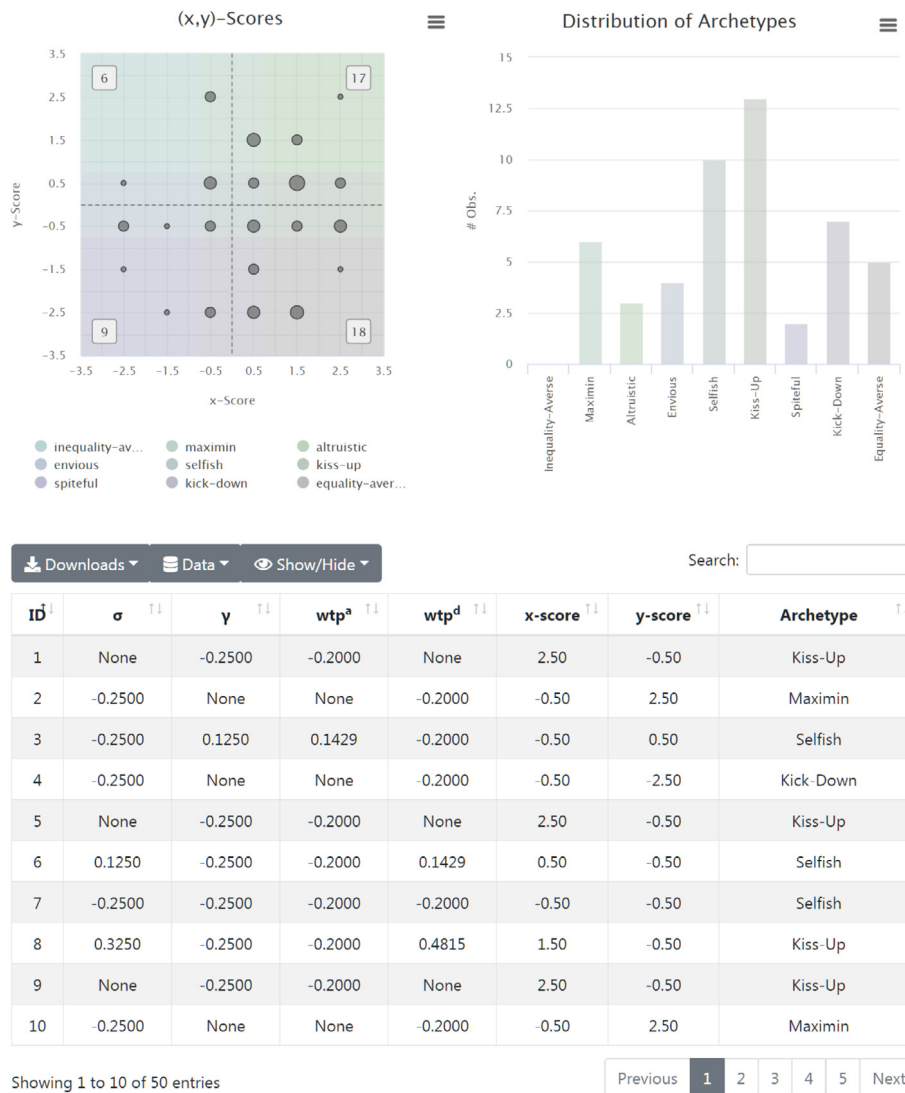 (x,y)-Scores
3.5
2.5
1.5
0.5
-0.5
-1.5
-2.5
-3.5
y-Score
6
17
9
18
-3.5 -2.5 -1.5 -0.5 0.5 1.5 2.5 3.5
x-Score
inequality-av... maximin altruistic
envious selfish kiss-up
spiteful kick-down equality-aver...
Distribution of Archetypes
15
12.5
10
7.5
5
2.5
0
# Obs.
Inequality-Averse
Maximin
Altruistic
Envious
Selfish
Kiss-Up
Spiteful
Kick-Down
Equality-Averse
Downloads Data Show/Hide Search:
ID σ γ wtpᵃ wtpᵈ x-score y-score Archetype
1 None -0.2500 -0.2000 None 2.50 -0.50 Kiss-Up
2 -0.2500 None None -0.2000 -0.50 2.50 Maximin
3 -0.2500 0.1250 0.1429 -0.2000 -0.50 0.50 Selfish
4 -0.2500 None None -0.2000 -0.50 -2.50 Kick-Down
5 None -0.2500 -0.2000 None 2.50 -0.50 Kiss-Up
6 0.1250 -0.2500 -0.2000 0.1429 0.50 -0.50 Selfish
7 -0.2500 -0.2500 -0.2000 -0.2000 -0.50 -0.50 Selfish
8 0.3250 -0.2500 -0.2000 0.4815 1.50 -0.50 Kiss-Up
9 None -0.2500 -0.2000 None 2.50 -0.50 Kiss-Up
10 -0.2500 None None -0.2000 -0.50 2.50 Maximin
Showing 1 to 10 of 50 entries Previous 1 2 3 4 5 Next